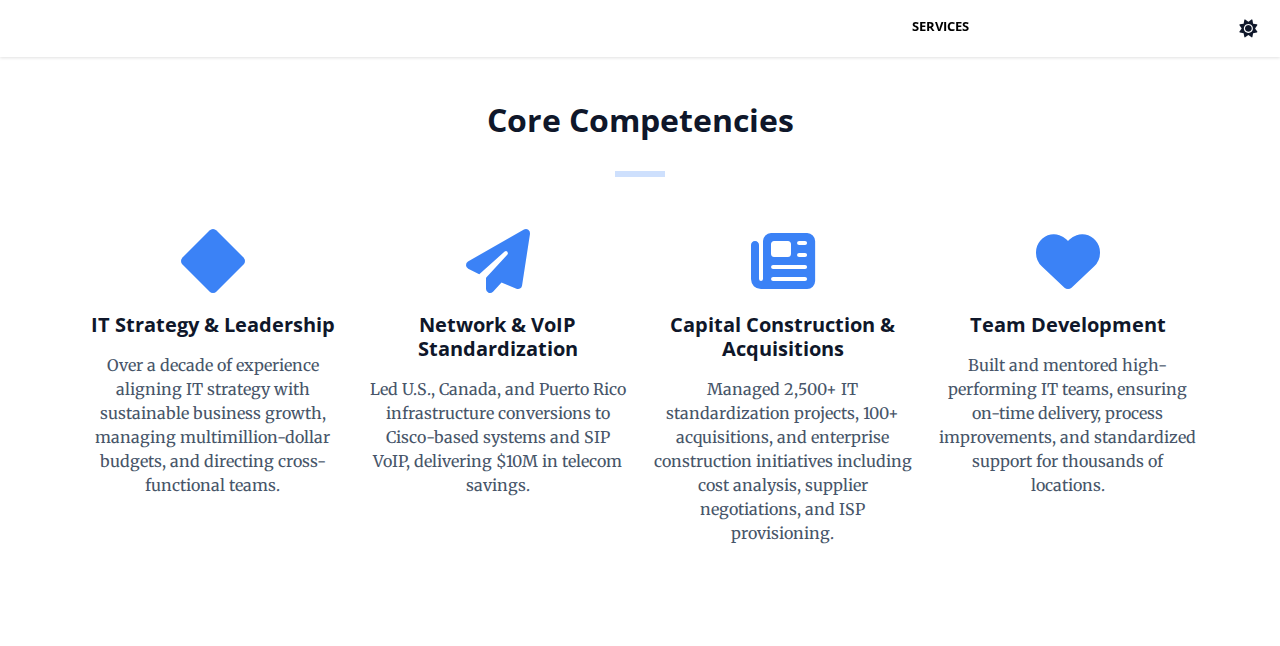 SERVICES
Core Competencies
IT Strategy & Leadership
Over a decade of experience
aligning IT strategy with
sustainable business growth,
managing multimillion-dollar
budgets, and directing cross-
functional teams.
Network & VoIP
Standardization
Led U.S., Canada, and Puerto Rico
infrastructure conversions to
Cisco-based systems and SIP
VoIP, delivering $10M in telecom
savings.
Capital Construction &
Acquisitions
Managed 2,500+ IT
standardization projects, 100+
acquisitions, and enterprise
construction initiatives including
cost analysis, supplier
negotiations, and ISP
provisioning.
Team Development
Built and mentored high-
performing IT teams, ensuring
on-time delivery, process
improvements, and standardized
support for thousands of
locations.